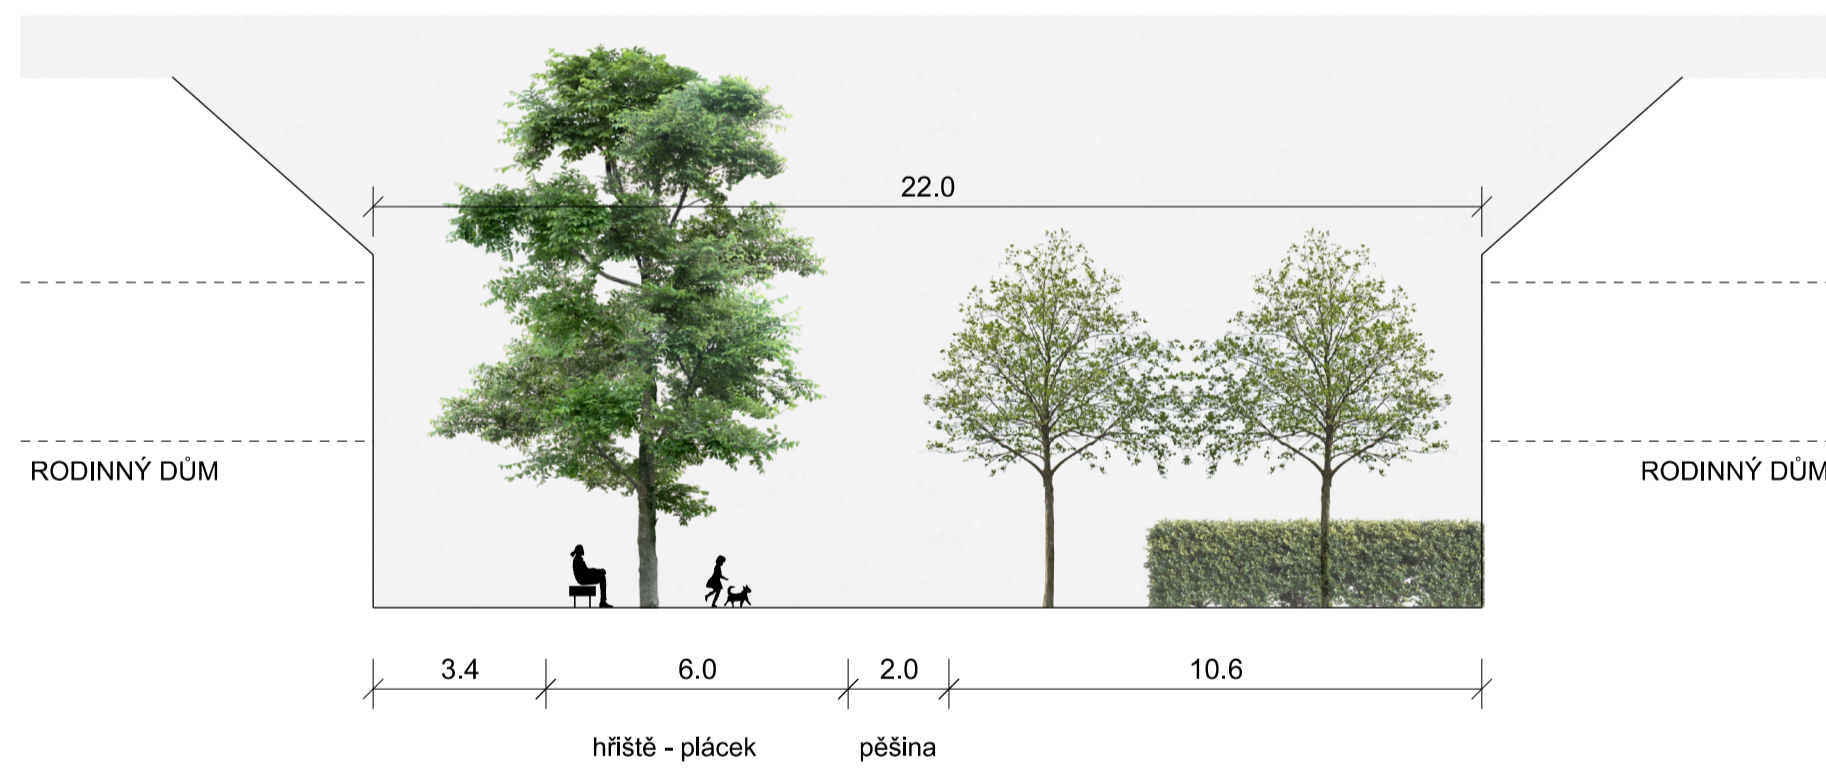 22.0
RODINNÝ DŮM
RODINNÝ DŮM
3.4
6.0
2.0
10.6
hřiště - plácek
pěšina